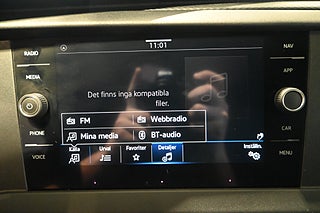 RADIO
11:01
NAV
MEDIA
APP
Det finns inga kompatibla
filer.
FM
Webbradio
PHONE
CAR
Mina media
BT-audio
Källa
Urval
Favoriter
Detaljer
Inställn.
VOICE
MENU